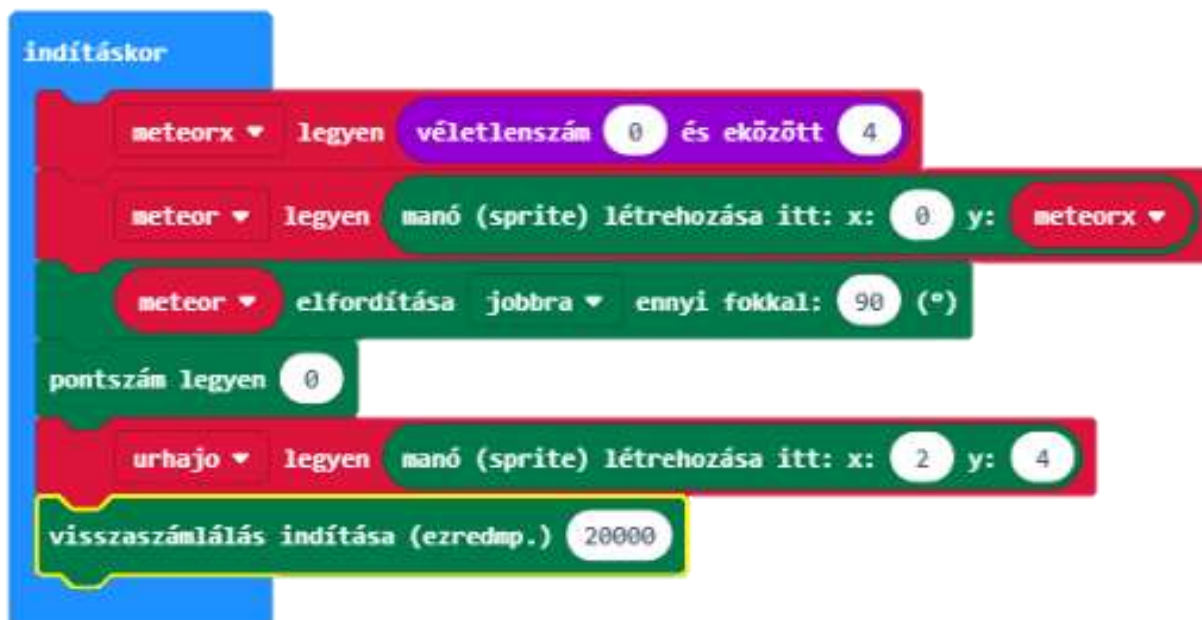 indításkor
meteorx legyen véletlenszám 0 és eközött 4
meteor legyen manó (sprite) létrehozása itt: x: 0 y: meteorx
meteor elfordítása jobbra ennyi fokkal: 90 (°)
pontszám legyen 0
urhajo legyen manó (sprite) létrehozása itt: x: 2 y: 4
visszaszámlálás indítása (ezredmp.) 20000